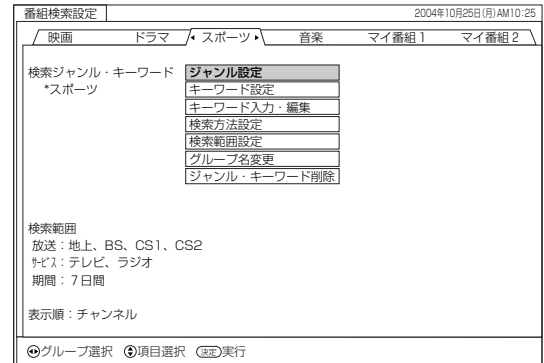 番組検索設定 2004年10月25日(月)AM10:25
映画 ドラマ スポーツ 音楽 マイ番組1 マイ番組2
検索ジャンル・キーワード ジャンル設定
*スポーツ キーワード設定
キーワード入力・編集
検索方法設定
検索範囲設定
グループ名変更
ジャンル・キーワード削除
検索範囲
放送：地上、BS、CS1、CS2
ｻｰﾋﾞｽ：テレビ、ラジオ
期間：７日間
表示順：チャンネル
グループ選択 項目選択 決定 実行